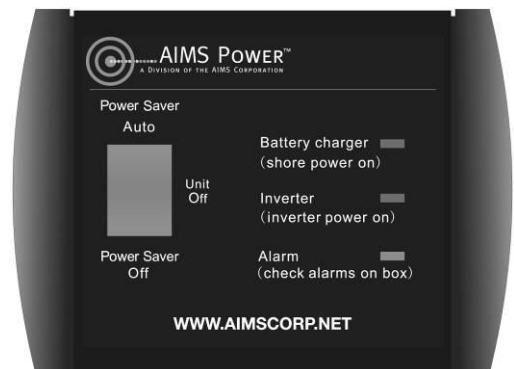 AIMS POWER™
A DIVISION OF THE AIMS CORPORATION
Power Saver
Auto
Unit
Off
Power Saver
Off
Battery charger
(shore power on)
Inverter
(inverter power on)
Alarm
(check alarms on box)
WWW.AIMSCORP.NET